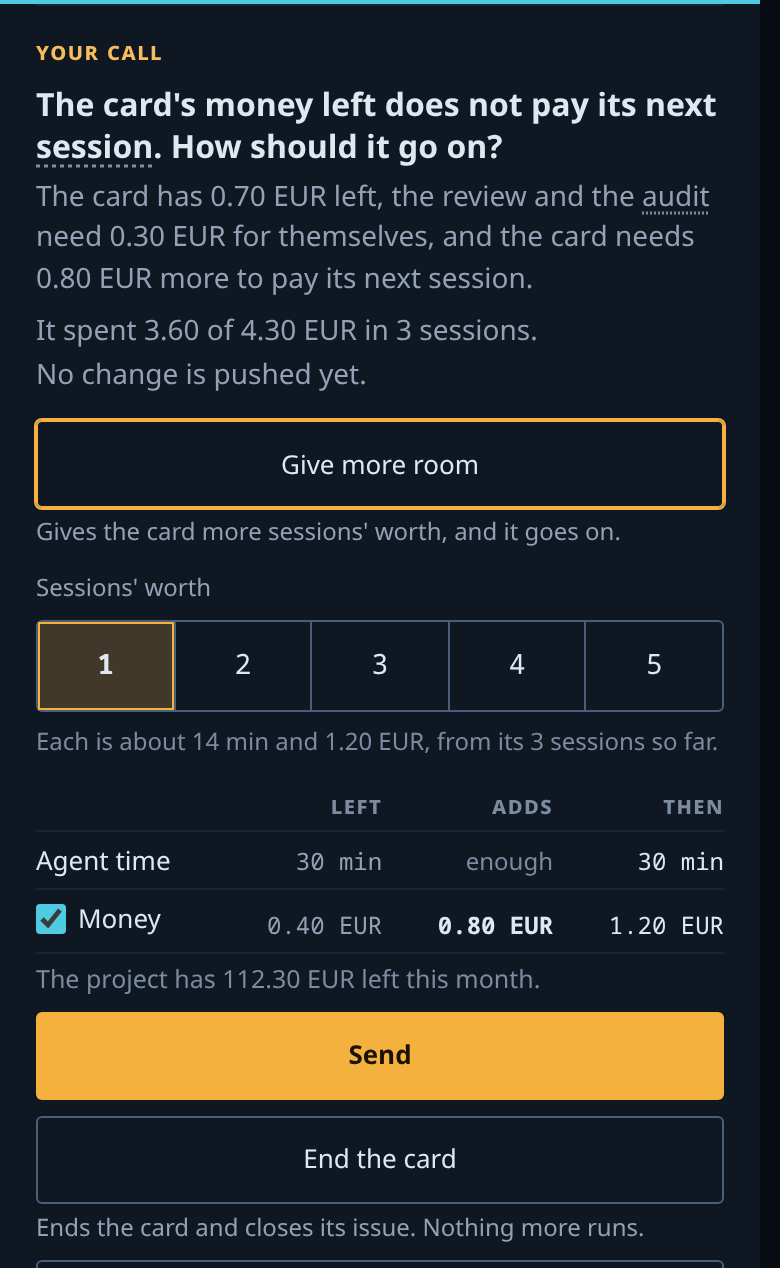 YOUR CALL
The card's money left does not pay its next
session. How should it go on?
The card has 0.70 EUR left, the review and the audit
need 0.30 EUR for themselves, and the card needs
0.80 EUR more to pay its next session.
It spent 3.60 of 4.30 EUR in 3 sessions.
No change is pushed yet.
Give more room
Gives the card more sessions' worth, and it goes on.
Sessions' worth
1 2 3 4 5
Each is about 14 min and 1.20 EUR, from its 3 sessions so far.
LEFT ADDS THEN
Agent time 30 min enough 30 min
Money 0.40 EUR 0.80 EUR 1.20 EUR
The project has 112.30 EUR left this month.
Send
End the card
Ends the card and closes its issue. Nothing more runs.